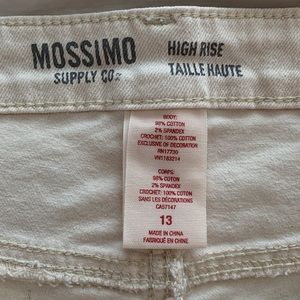 MOSSIMO
SUPPLY CO.
HIGH RISE
TAILLE HAUTE
BODY:
98% COTTON
2% SPANDEX
CROCHET: 100% COTTON
EXCLUSIVE OF DECORATION
RN17730
VN1183214
CORPS:
98% COTON
2% SPANDEX
CROCHET: 100% COTON
SANS LES DÉCORATIONS
CA57147
13
MADE IN CHINA
FABRIQUÉ EN CHINE